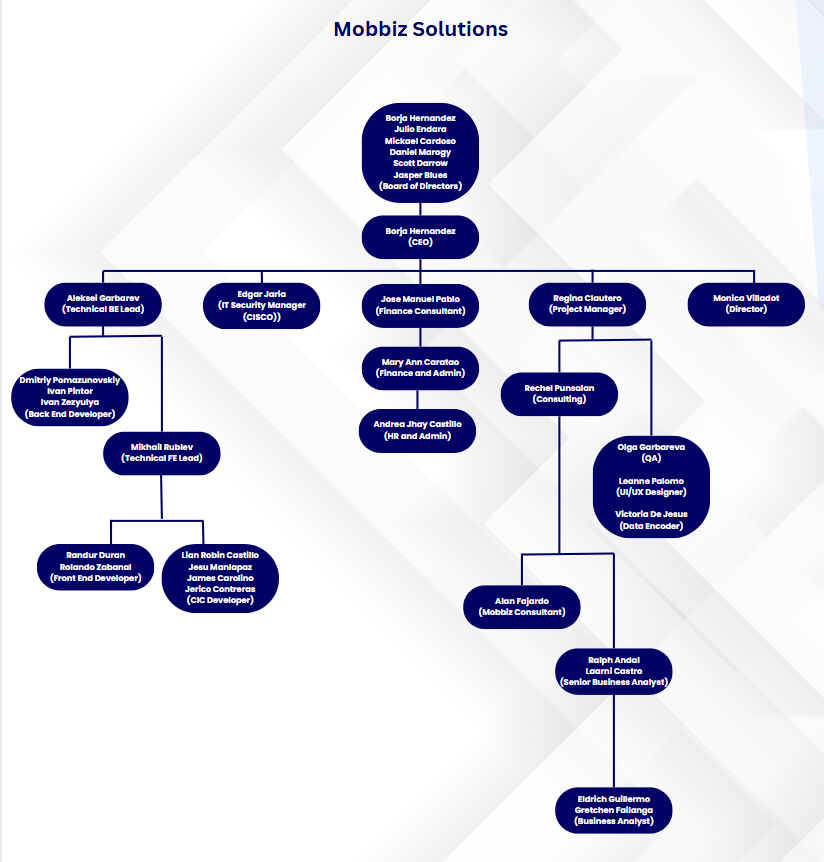 Mobbiz Solutions
Borja Hernandez
Julio Endara
Mickael Cardoso
Daniel Marogy
Scott Darrow
Jasper Blues
(Board of Directors)
Borja Hernandez
(CEO)
Aleksei Garbarev
(Technical BE Lead)
Edgar Jaria
(IT Security Manager
(CISCO))
Jose Manuel Pablo
(Finance Consultant)
Regina Clautero
(Project Manager)
Monica Villadot
(Director)
Dmitriy Pomazunovskiy
Ivan Pintor
Ivan Zezyulya
(Back End Developer)
Mary Ann Caratao
(Finance and Admin)
Rechel Punsalan
(Consulting)
Andrea Jhay Castillo
(HR and Admin)
Mikhail Rublev
(Technical FE Lead)
Olga Garbareva
(QA)
Leanne Palomo
(UI/UX Designer)
Victoria De Jesus
(Data Encoder)
Randur Duran
Rolando Zabanal
(Front End Developer)
Lian Robin Castillo
Jesu Manlapaz
James Carolino
Jerico Contreras
(CIC Developer)
Alan Fajardo
(Mobbiz Consultant)
Ralph Andal
Laarni Castro
(Senior Business Analyst)
Eldrich Guillermo
Gretchen Failanga
(Business Analyst)